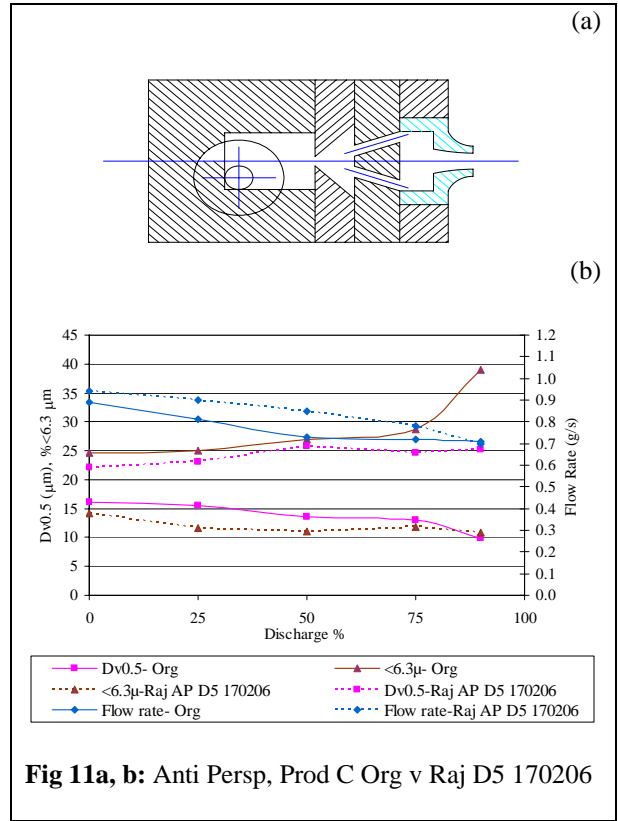 (a)
(b)
45
40
35
30
25
20
15
10
5
0
Dv0.5 (µm), %<6.3 µm
1.2
1.1
1.0
0.9
0.8
0.7
0.6
0.5
0.4
0.3
0.2
0.1
0.0
Flow Rate (g/s)
0 25 50 75 100
Discharge %
Dv0.5- Org <6.3µ- Org
<6.3µ-Raj AP D5 170206 Dv0.5-Raj AP D5 170206
Flow rate- Org Flow rate-Raj AP D5 170206
Fig 11a, b: Anti Persp, Prod C Org v Raj D5 170206